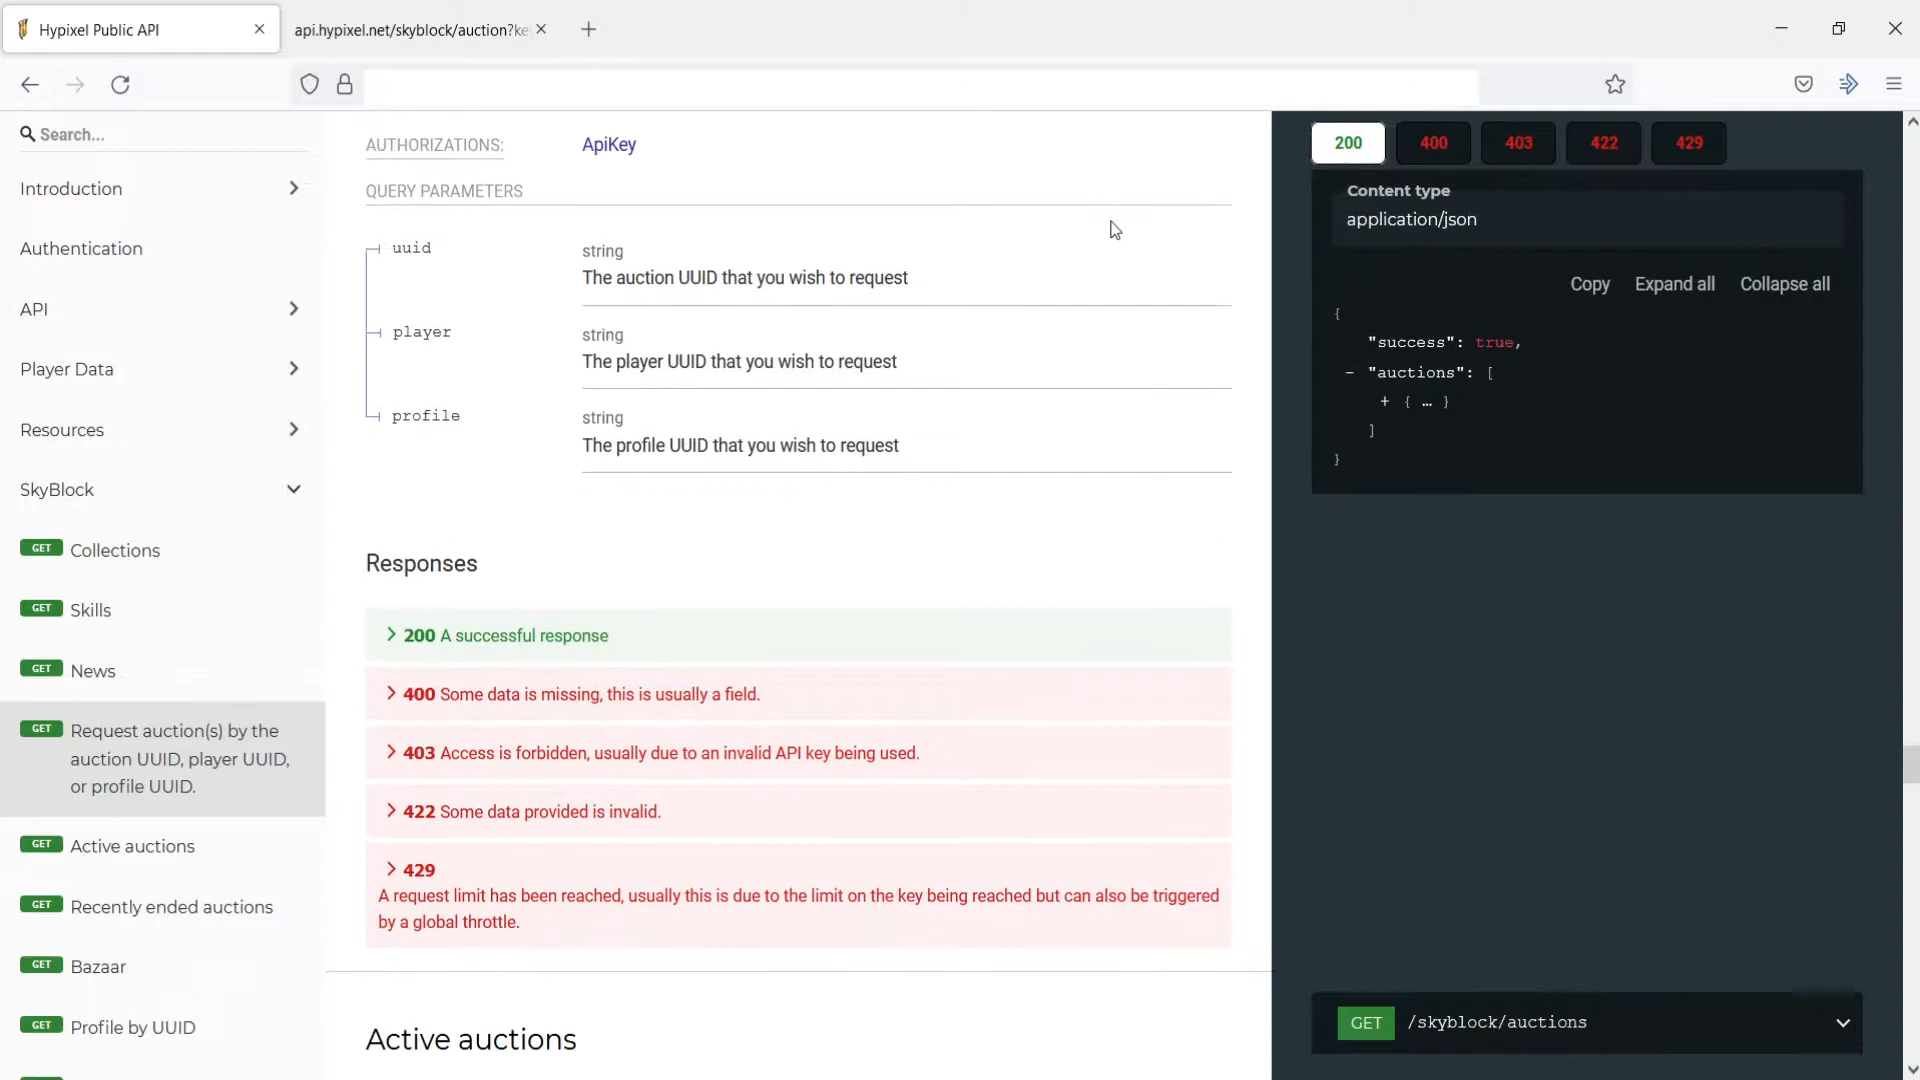 Hypixel Public API
api.hypixel.net/skyblock/auction?ke
Search...
Introduction
Authentication
API
Player Data
Resources
SkyBlock
GET Collections
GET Skills
GET News
GET Request auction(s) by the
auction UUID, player UUID,
or profile UUID.
GET Active auctions
GET Recently ended auctions
GET Bazaar
GET Profile by UUID
AUTHORIZATIONS: ApiKey
QUERY PARAMETERS
uuid string
The auction UUID that you wish to request
player string
The player UUID that you wish to request
profile string
The profile UUID that you wish to request
Responses
200 A successful response
400 Some data is missing, this is usually a field.
403 Access is forbidden, usually due to an invalid API key being used.
422 Some data provided is invalid.
429
A request limit has been reached, usually this is due to the limit on the key being reached but can also be triggered
by a global throttle.
Active auctions
200 400 403 422 429
Content type
application/json
Copy Expand all Collapse all
{
"success": true,
- "auctions": [
+ { … }
]
}
GET /skyblock/auctions